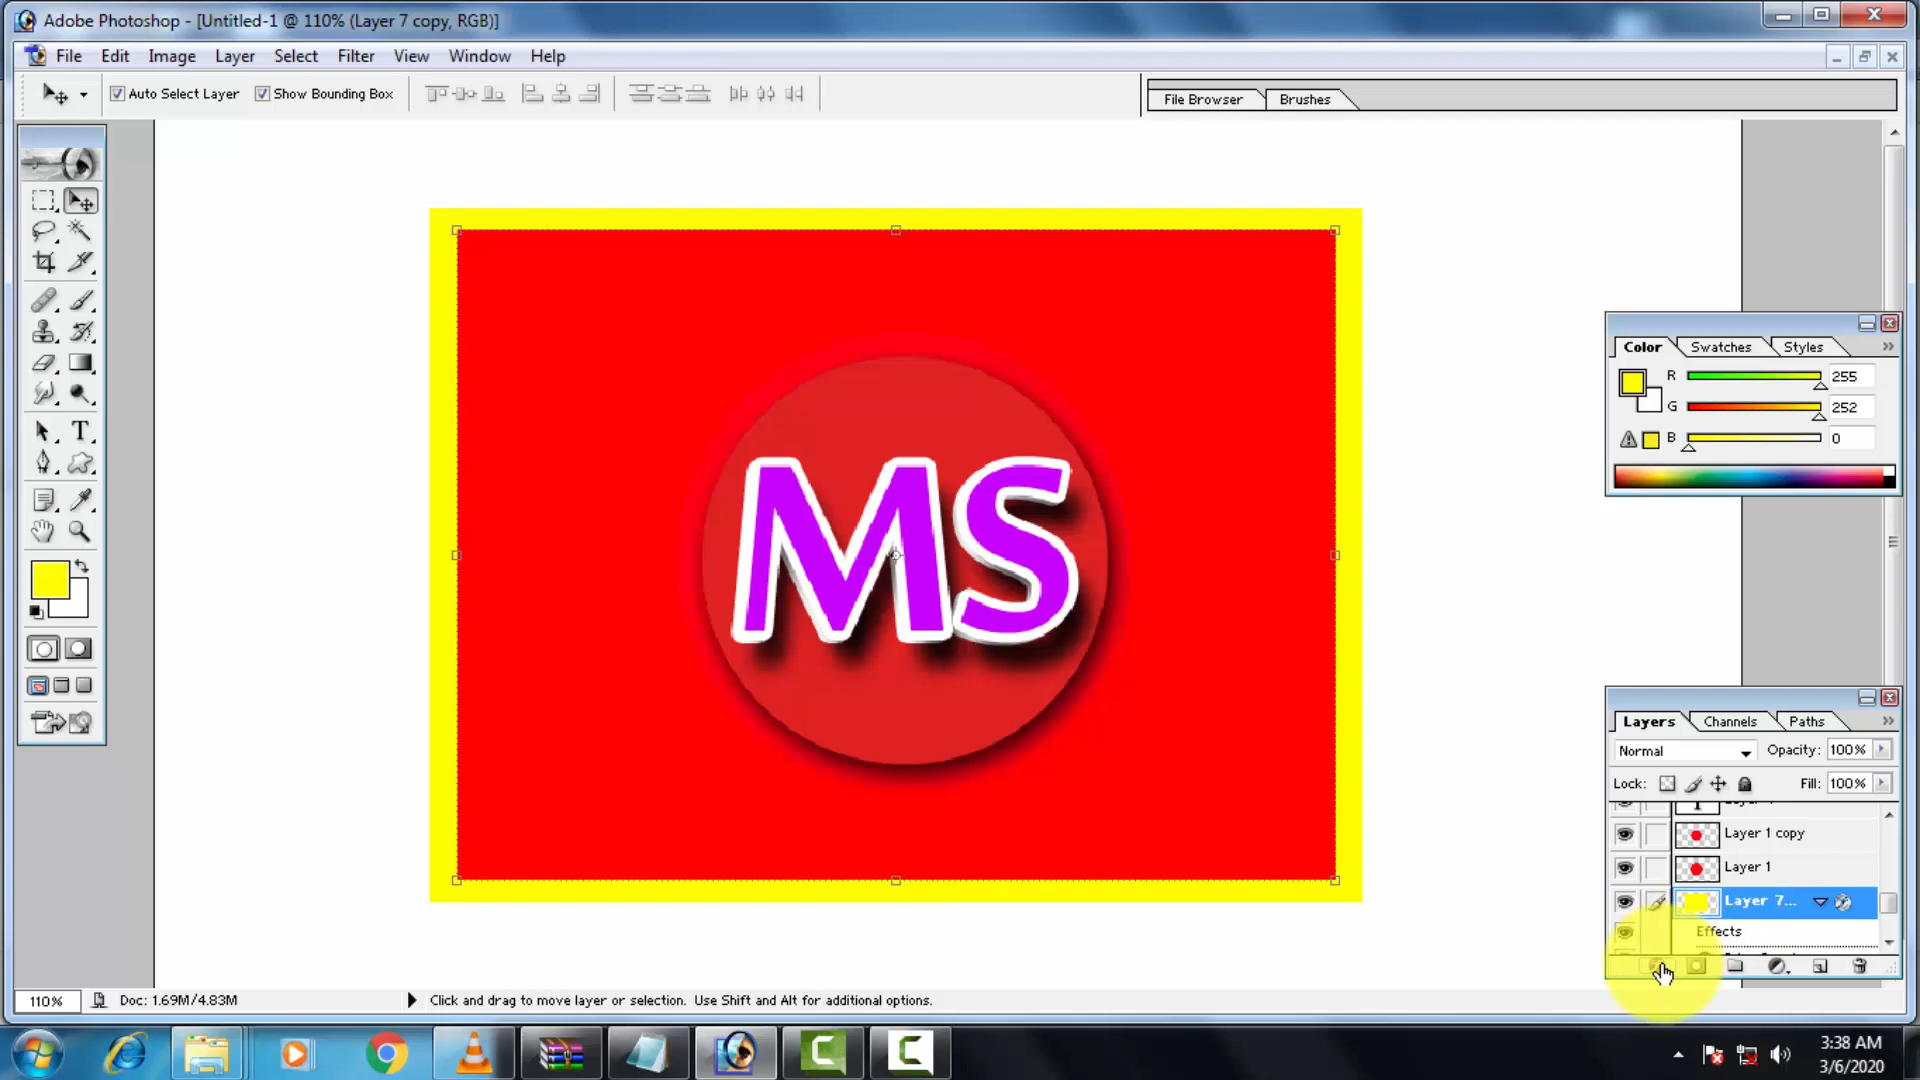 Adobe Photoshop - [Untitled-1 @ 110% (Layer 7 copy, RGB)]
File Edit Image Layer Select Filter View Window Help
Auto Select Layer Show Bounding Box
File Browser Brushes
Color Swatches Styles
R 255
G 252
B 0
MS
Layers Channels Paths
Normal Opacity: 100%
Lock: Fill: 100%
Layer 1 copy
Layer 1
Layer 7...
Effects
110% Doc: 1.69M/4.83M Click and drag to move layer or selection. Use Shift and Alt for additional options.
3:38 AM
3/6/2020